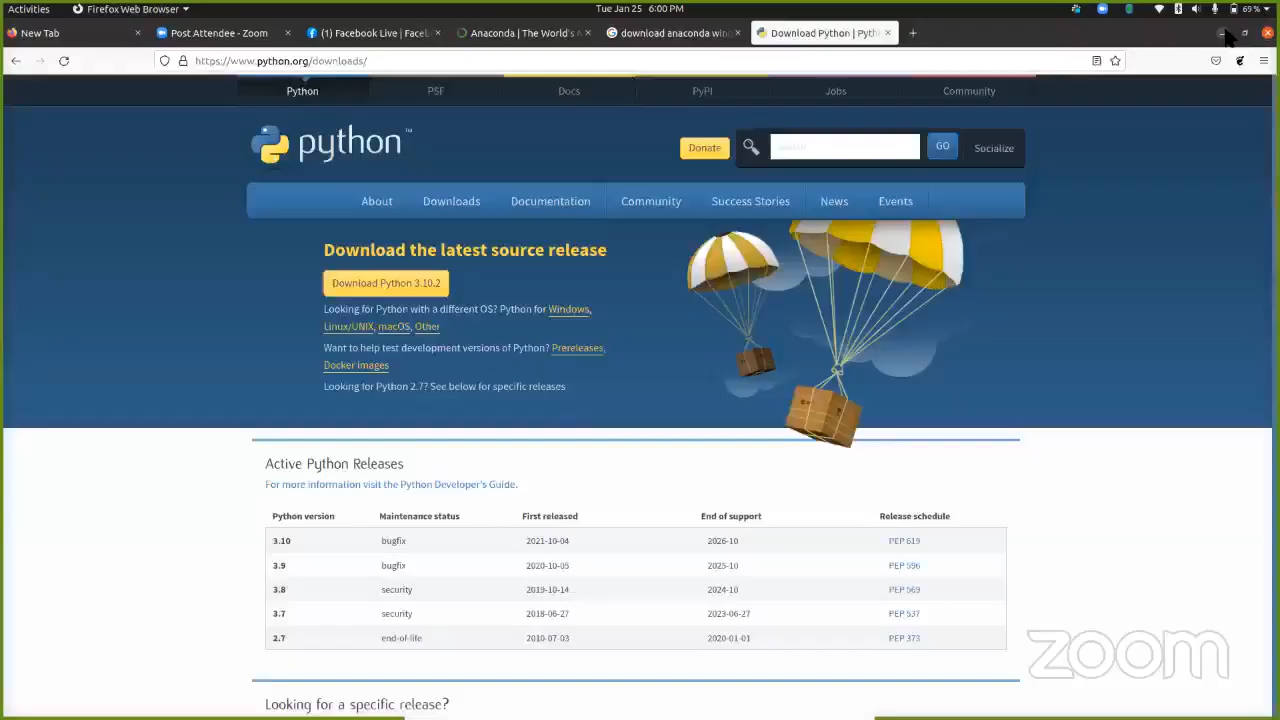 Activities Firefox Web Browser Tue Jan 25 6:00 PM 69 %
New Tab Post Attendee - Zoom (1) Facebook Live | Facel Anaconda | The World's A download anaconda win Download Python | Pyth
https://www.python.org/downloads/
Python PSF Docs PyPI Jobs Community
python™ Donate GO Socialize
About Downloads Documentation Community Success Stories News Events
Download the latest source release
Download Python 3.10.2
Looking for Python with a different OS? Python for Windows,
Linux/UNIX, macOS, Other
Want to help test development versions of Python? Prereleases,
Docker images
Looking for Python 2.7? See below for specific releases
Active Python Releases
For more information visit the Python Developer's Guide.
Python version Maintenance status First released End of support Release schedule
3.10 bugfix 2021-10-04 2026-10 PEP 619
3.9 bugfix 2020-10-05 2025-10 PEP 596
3.8 security 2019-10-14 2024-10 PEP 569
3.7 security 2018-06-27 2023-06-27 PEP 537
2.7 end-of-life 2010-07-03 2020-01-01 PEP 373
zoom
Looking for a specific release?